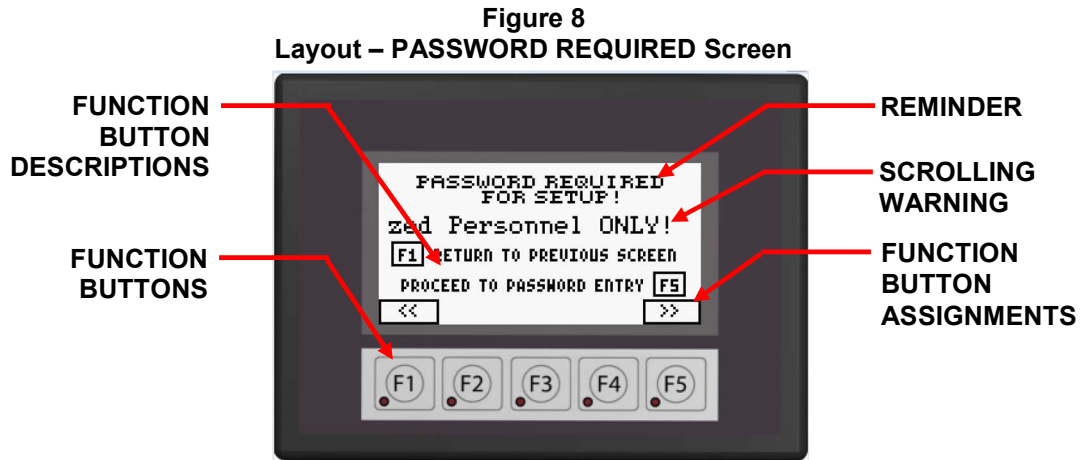 Figure 8
Layout – PASSWORD REQUIRED Screen
FUNCTION
BUTTON
DESCRIPTIONS
FUNCTION
BUTTONS
PASSWORD REQUIRED
FOR SETUP!
zed Personnel ONLY!
F1 RETURN TO PREVIOUS SCREEN
PROCEED TO PASSWORD ENTRY F5
<< >>
F1 F2 F3 F4 F5
REMINDER
SCROLLING
WARNING
FUNCTION
BUTTON
ASSIGNMENTS